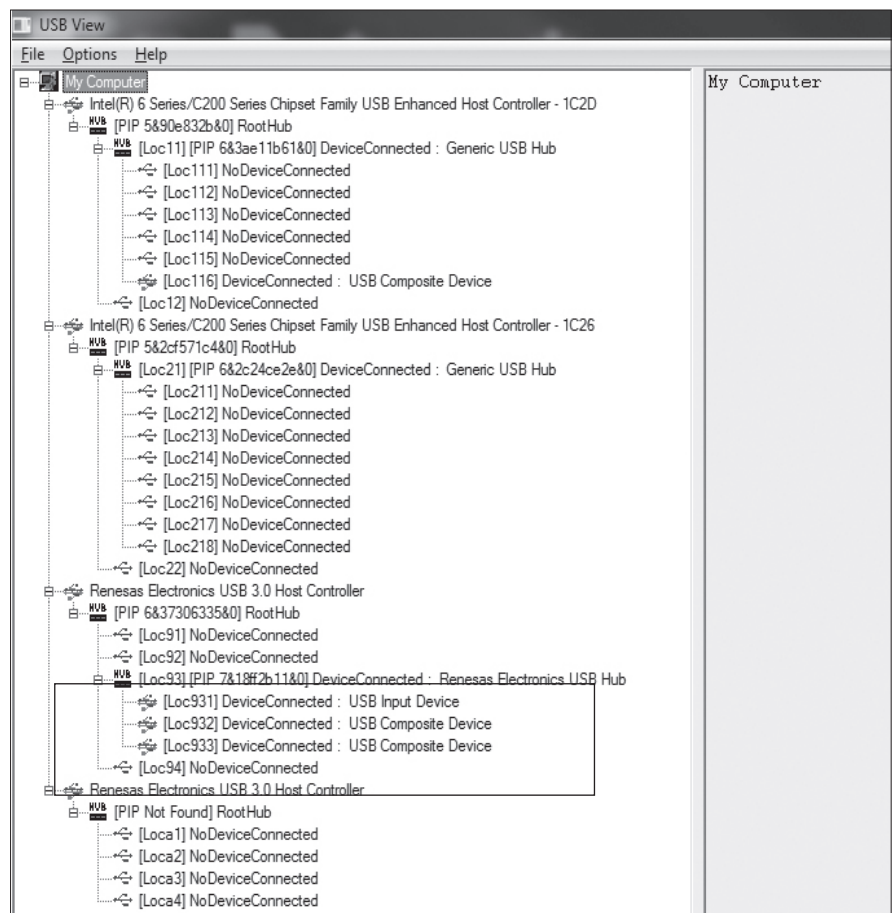 USB View
File Options Help
My Computer
My Computer
Intel(R) 6 Series/C200 Series Chipset Family USB Enhanced Host Controller - 1C2D
HUB [PIP 5&90e832b&0] RootHub
HUB [Loc11] [PIP 6&3ae11b61&0] DeviceConnected : Generic USB Hub
[Loc111] NoDeviceConnected
[Loc112] NoDeviceConnected
[Loc113] NoDeviceConnected
[Loc114] NoDeviceConnected
[Loc115] NoDeviceConnected
[Loc116] DeviceConnected : USB Composite Device
[Loc12] NoDeviceConnected
Intel(R) 6 Series/C200 Series Chipset Family USB Enhanced Host Controller - 1C26
HUB [PIP 5&2cf571c4&0] RootHub
HUB [Loc21] [PIP 6&2c24ce2e&0] DeviceConnected : Generic USB Hub
[Loc211] NoDeviceConnected
[Loc212] NoDeviceConnected
[Loc213] NoDeviceConnected
[Loc214] NoDeviceConnected
[Loc215] NoDeviceConnected
[Loc216] NoDeviceConnected
[Loc217] NoDeviceConnected
[Loc218] NoDeviceConnected
[Loc22] NoDeviceConnected
Renesas Electronics USB 3.0 Host Controller
HUB [PIP 6&37306335&0] RootHub
[Loc91] NoDeviceConnected
[Loc92] NoDeviceConnected
HUB [Loc93] [PIP 7&18ff2b11&0] DeviceConnected : Renesas Electronics USB Hub
[Loc931] DeviceConnected : USB Input Device
[Loc932] DeviceConnected : USB Composite Device
[Loc933] DeviceConnected : USB Composite Device
[Loc94] NoDeviceConnected
Renesas Electronics USB 3.0 Host Controller
HUB [PIP Not Found] RootHub
[Loca1] NoDeviceConnected
[Loca2] NoDeviceConnected
[Loca3] NoDeviceConnected
[Loca4] NoDeviceConnected